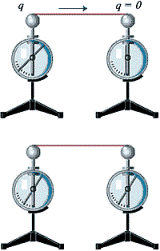 q q = 0